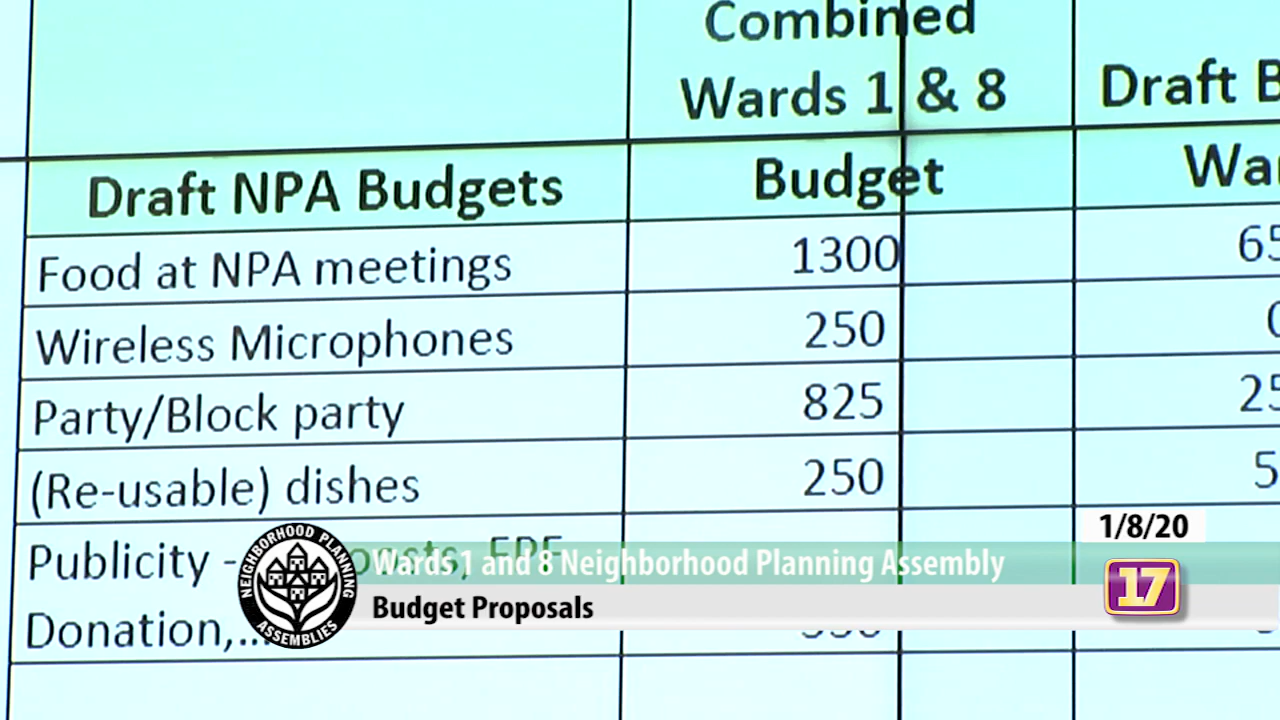 Combined
Wards 1 & 8
Draft
Draft NPA Budgets
Budget
Food at NPA meetings
1300
Wireless Microphones
250
Party/Block party
825
(Re-usable) dishes
250
Publicity -
Donation,...
1/8/20
Wards 1 and 8 Neighborhood Planning Assembly
17
Budget Proposals
NEIGHBORHOOD PLANNING
ASSEMBLIES